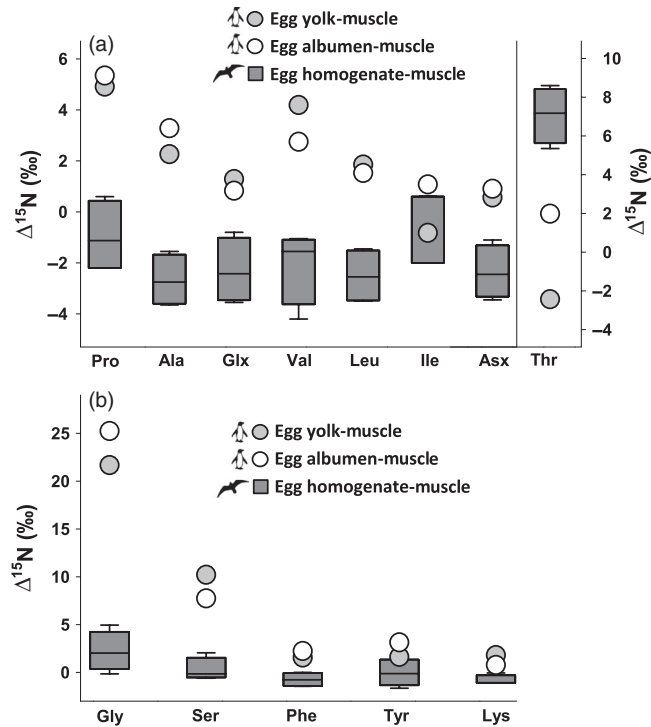 (a)
Egg yolk-muscle
Egg albumen-muscle
Egg homogenate-muscle
Δ¹⁵N (‰)
6
4
2
0
–2
–4
10
8
6
4
2
0
–2
–4
Δ¹⁵N (‰)
Pro Ala Glx Val Leu Ile Asx Thr
(b)
Egg yolk-muscle
Egg albumen-muscle
Egg homogenate-muscle
Δ¹⁵N (‰)
25
20
15
10
5
0
Gly Ser Phe Tyr Lys